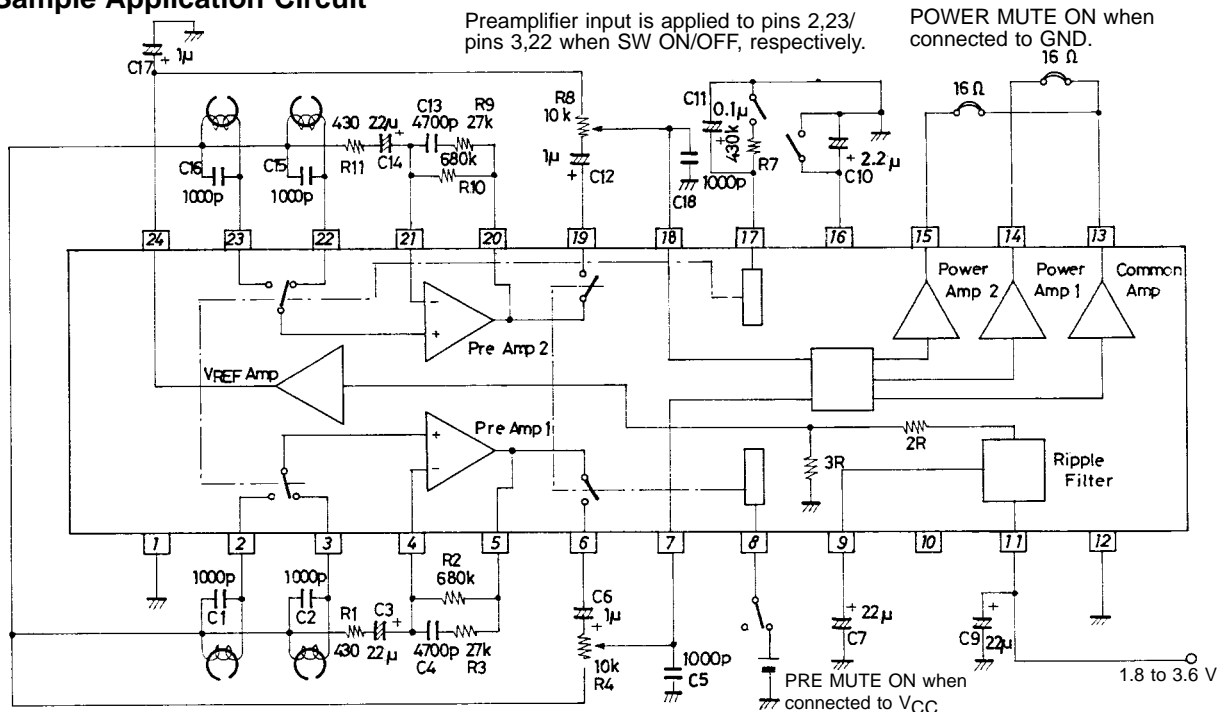 Sample Application Circuit
Preamplifier input is applied to pins 2,23/
pins 3,22 when SW ON/OFF, respectively.
POWER MUTE ON when
connected to GND.
16 Ω
16 Ω
C17
+ 1μ
430
22μ
+
C13
4700p
R9
27k
R8
10k
C11
0.1μ
+
430k
R7
+ 2.2μ
C10
C16
1000p
C15
1000p
R11
C14
680k
R10
1μ
+
C12
1000p
C18
24
23
22
21
20
19
18
17
16
15
14
13
Power
Amp 2
Power
Amp 1
Common
Amp
−
+
Pre Amp 2
VREF Amp
Pre Amp 1
+
−
2R
3R
Ripple
Filter
1
2
3
4
5
6
7
8
9
10
11
12
1000p
C1
1000p
C2
R1
430
C3
+
22μ
R2
680k
4700p
C4
27k
R3
C6
1μ
+
10k
R4
1000p
C5
+ 22μ
C7
+
C9
22μ
1.8 to 3.6 V
PRE MUTE ON when
connected to VCC